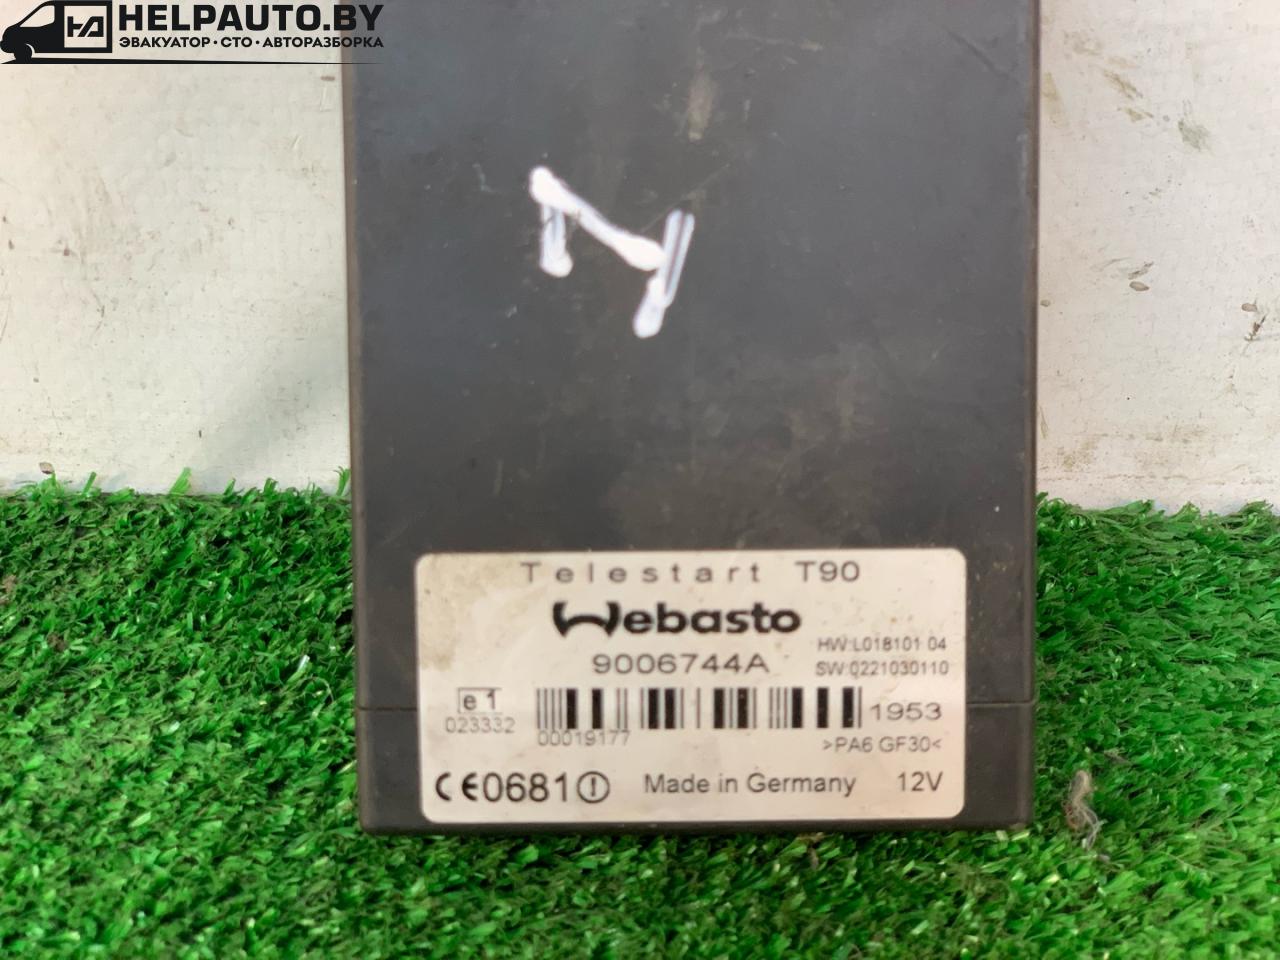 HELPAUTO.BY
ЭВАКУАТОР · СТО · АВТОРАЗБОРКА
Telestart T90
Webasto
HW:L018101 04
9006744A
SW:0221030110
e1
023332
1953
00019177
>PA6 GF30<
CE0681
Made in Germany
12V